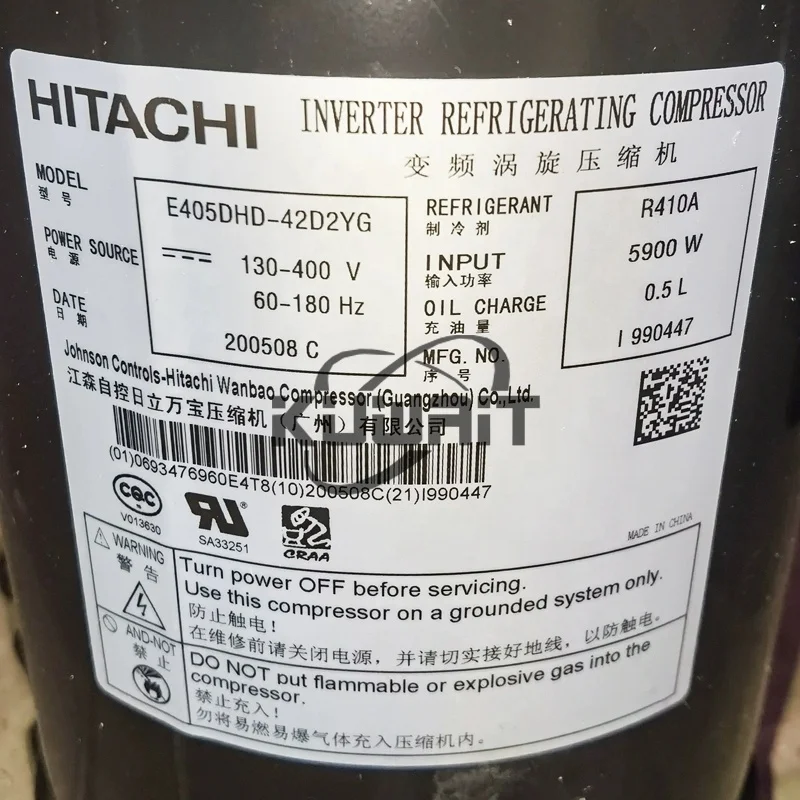 HITACHI INVERTER REFRIGERATING COMPRESSOR
变频涡旋压缩机
MODEL
型号
E405DHD-42D2YG
POWER SOURCE
电源
130-400 V
60-180 Hz
DATE
日期
200508 C
REFRIGERANT
制冷剂
R410A
INPUT
输入功率
5900 W
OIL CHARGE
充油量
0.5 L
MFG. NO.
序号
I 990447
Johnson Controls-Hitachi Wanbao Compressor (Guangzhou) Co.,Ltd.
江森自控日立万宝压缩机（广州）有限公司
KUWAIT
(01)0693476960E4T8(10)200508C(21)I990447
CQC
V013630
RU
SA33251
CRAA
MADE IN CHINA
WARNING
警告
Turn power OFF before servicing.
Use this compressor on a grounded system only.
防止触电！
在维修前请关闭电源，并请切实接好地线，以防触电。
AND-NOT
禁止
DO NOT put flammable or explosive gas into the
compressor.
禁止充入！
勿将易燃易爆气体充入压缩机内。